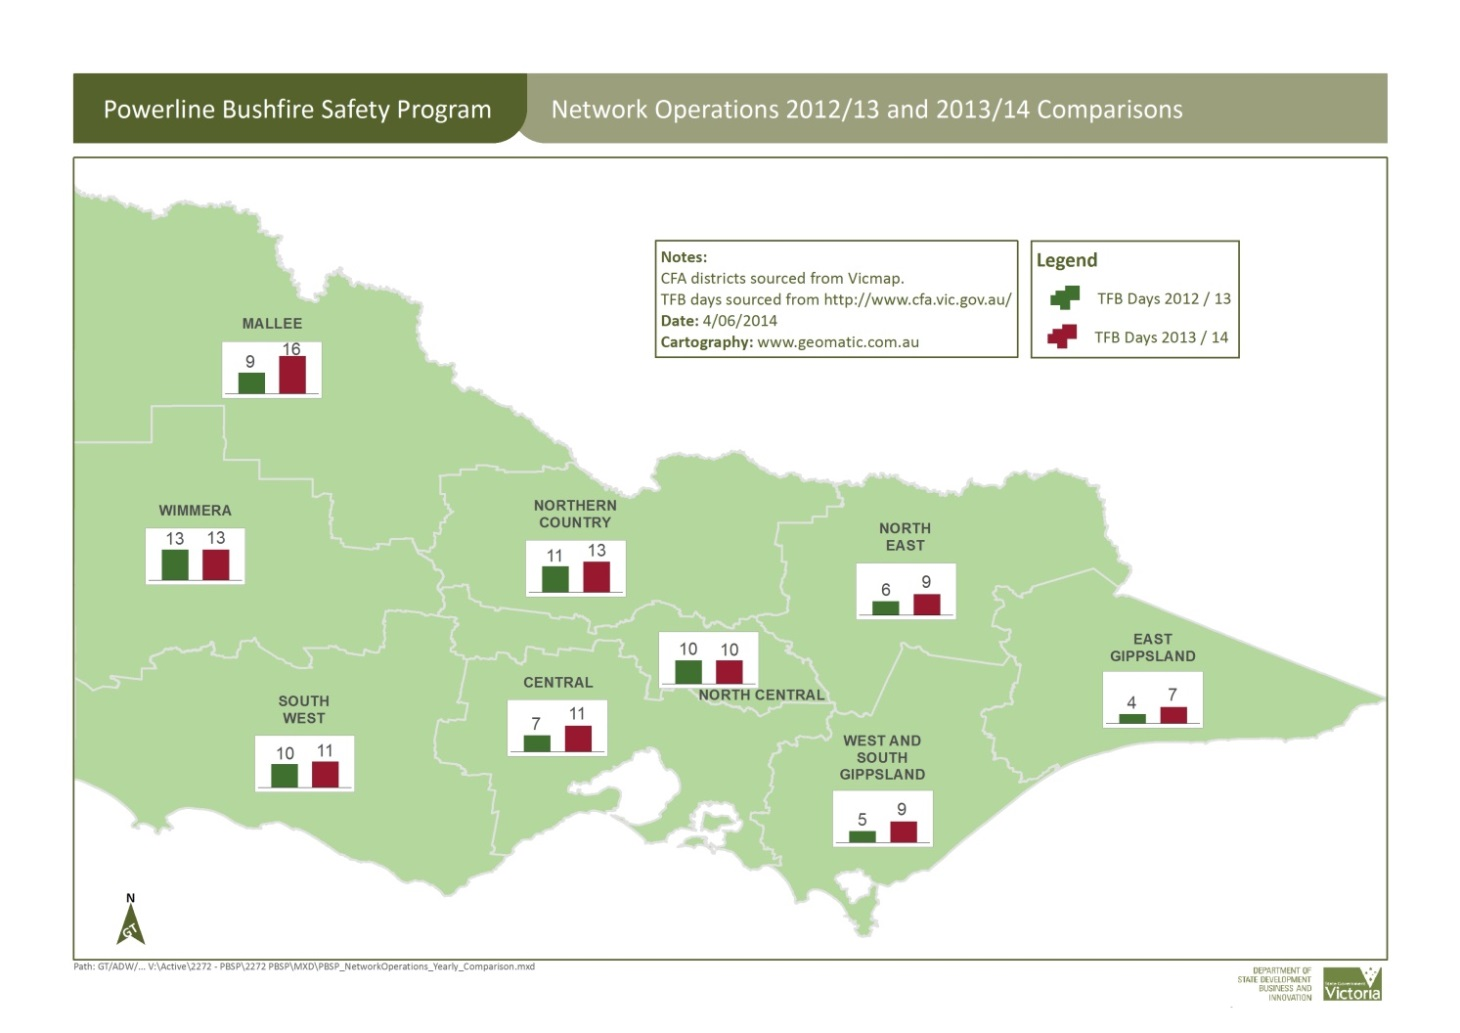 Powerline Bushfire Safety Program
Network Operations 2012/13 and 2013/14 Comparisons
Notes:
CFA districts sourced from Vicmap.
TFB days sourced from http://www.cfa.vic.gov.au/
Date: 4/06/2014
Cartography: www.geomatic.com.au
Legend
TFB Days 2012 / 13
TFB Days 2013 / 14
MALLEE
9 16
WIMMERA
13 13
NORTHERN
COUNTRY
11 13
NORTH
EAST
6 9
EAST
GIPPSLAND
4 7
10 10
NORTH CENTRAL
CENTRAL
7 11
SOUTH
WEST
10 11
WEST AND
SOUTH
GIPPSLAND
5 9
N
GT
Path: GT/ADW/... V:\Active\2272 - PBSP\2272 PBSP\MXD\PBSP_NetworkOperations_Yearly_Comparison.mxd
DEPARTMENT OF
STATE DEVELOPMENT
BUSINESS AND
INNOVATION
State Government
Victoria